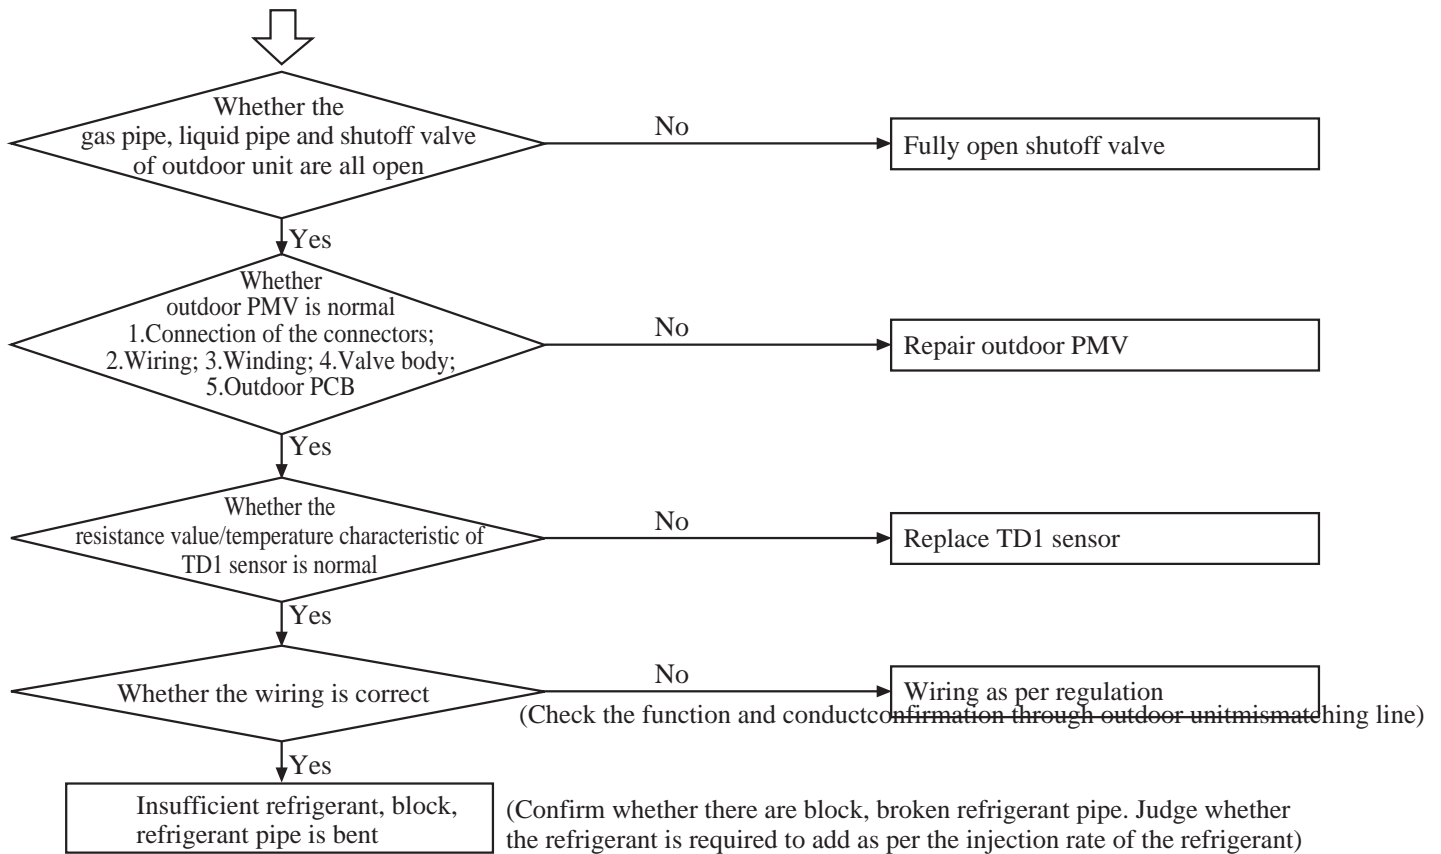 Whether the
gas pipe, liquid pipe and shutoff valve
of outdoor unit are all open
No
Fully open shutoff valve
Yes
Whether
outdoor PMV is normal
1.Connection of the connectors;
2.Wiring; 3.Winding; 4.Valve body;
5.Outdoor PCB
No
Repair outdoor PMV
Yes
Whether the
resistance value/temperature characteristic of
TD1 sensor is normal
No
Replace TD1 sensor
Yes
Whether the wiring is correct
No
Wiring as per regulation
(Check the function and conductconfirmation through outdoor unitmismatching line)
Yes
Insufficient refrigerant, block,
refrigerant pipe is bent
(Confirm whether there are block, broken refrigerant pipe. Judge whether
the refrigerant is required to add as per the injection rate of the refrigerant)